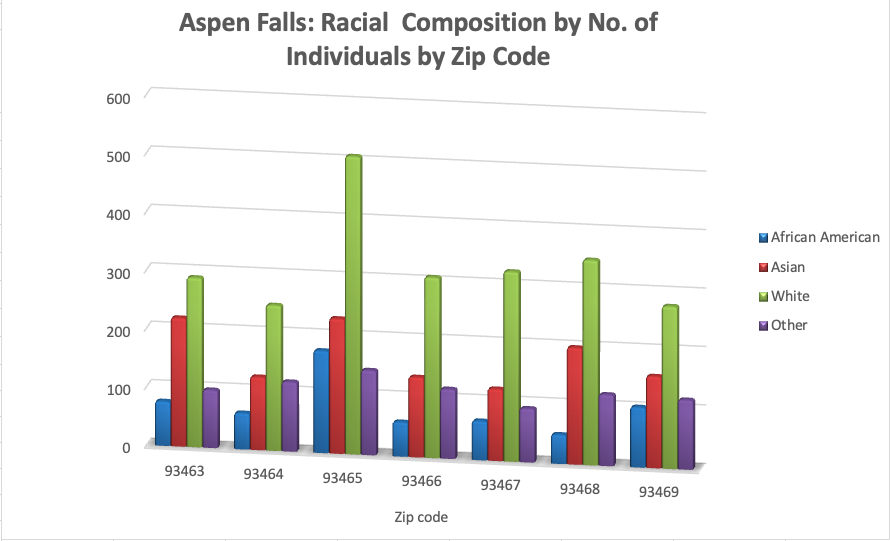 Aspen Falls: Racial  Composition by No. of
Individuals by Zip Code
600
500
400
300
200
100
0
93463
93464
93465
93466
93467
93468
93469
Zip code
African American
Asian
White
Other